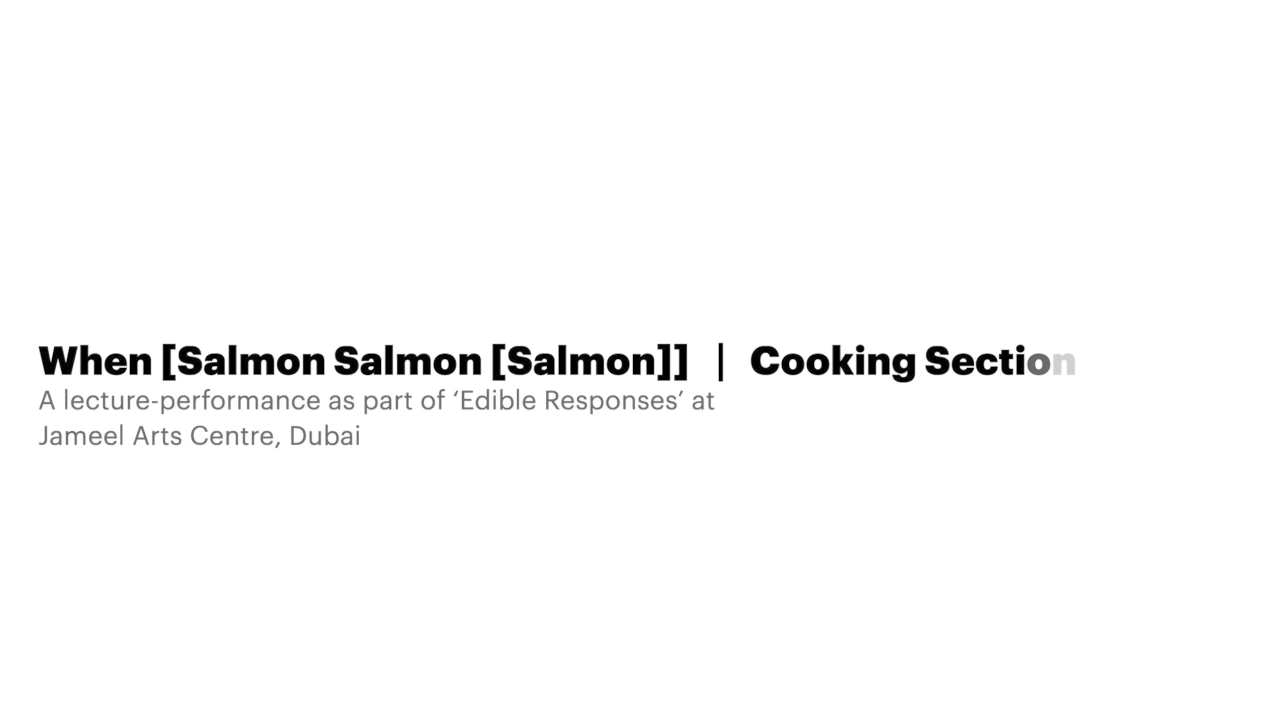 When [Salmon Salmon [Salmon]] | Cooking Section
A lecture-performance as part of ‘Edible Responses’ at
Jameel Arts Centre, Dubai